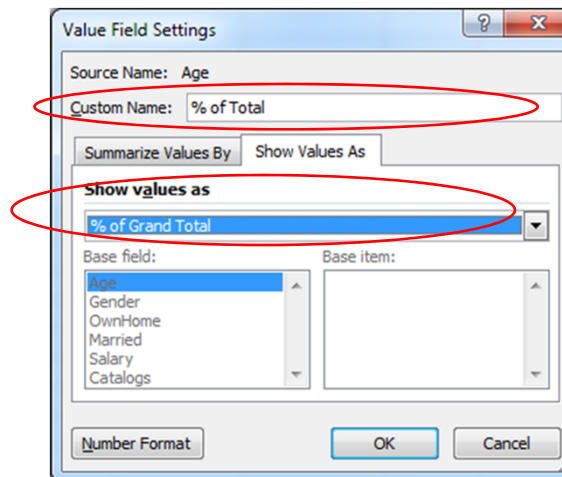 Value Field Settings
?
X
Source Name: Age
Custom Name: % of Total
Summarize Values By
Show Values As
Show values as
% of Grand Total
Base field:
Base item:
Age
Gender
OwnHome
Married
Salary
Catalogs
Number Format
OK
Cancel